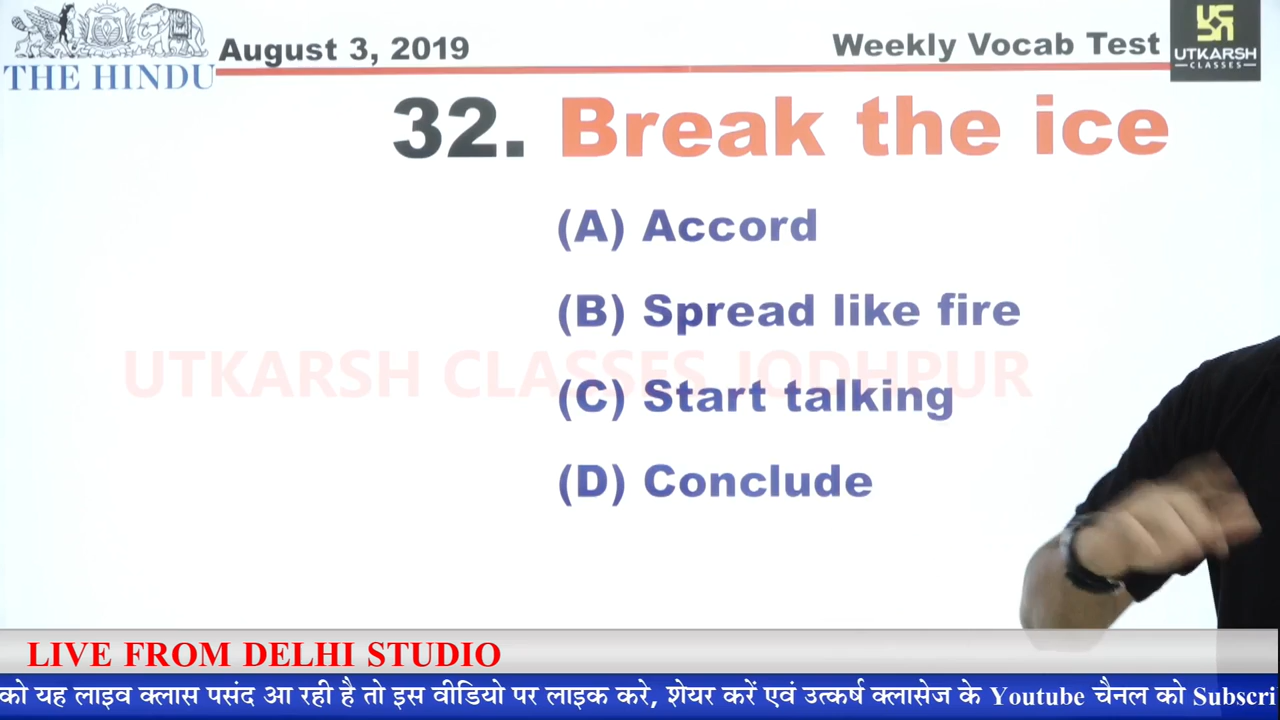 August 3, 2019
Weekly Vocab Test
THE HINDU
UTKARSH
CLASSES
32. Break the ice
(A) Accord
(B) Spread like fire
UTKARSH CLASSES JODHPUR
(C) Start talking
(D) Conclude
LIVE FROM DELHI STUDIO
को यह लाइव क्लास पसंद आ रही है तो इस वीडियो पर लाइक करे, शेयर करें एवं उत्कर्ष क्लासेज के Youtube चैनल को Subscri